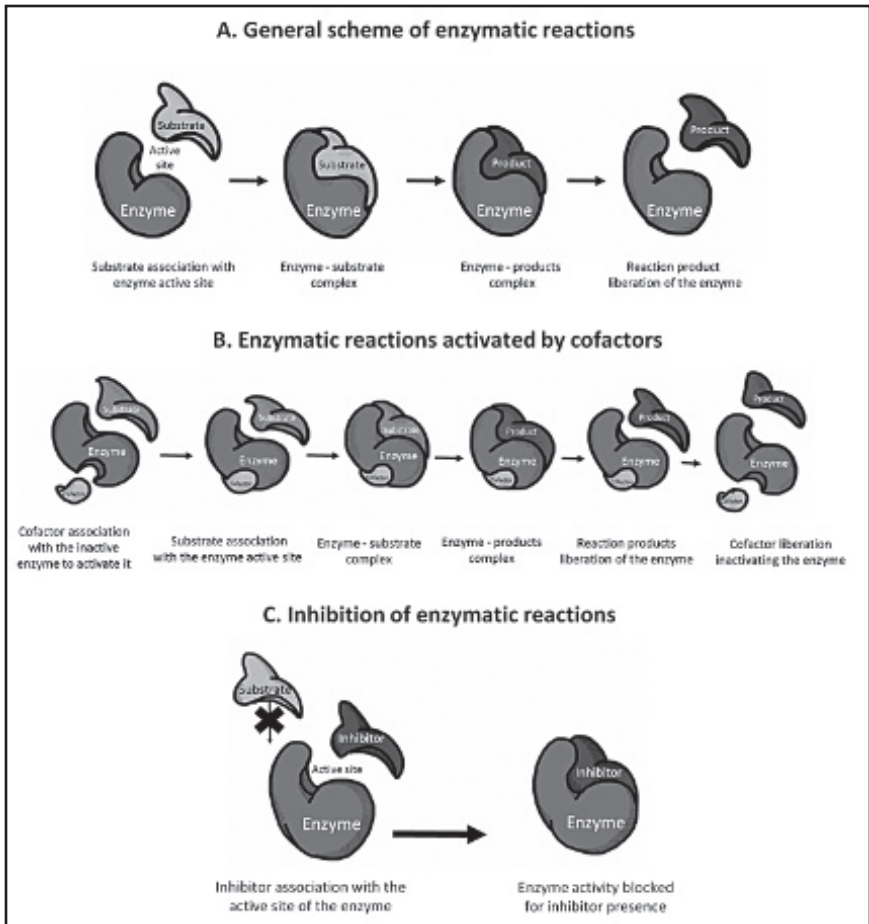 A. General scheme of enzymatic reactions
Substrate
Active
site
Enzyme
Substrate
Enzyme
Product
Enzyme
Product
Enzyme
Substrate association with
enzyme active site
Enzyme - substrate
complex
Enzyme - products
complex
Reaction product
liberation of the enzyme
B. Enzymatic reactions activated by cofactors
Substrate
Enzyme
Cofactor
Substrate
Enzyme
Cofactor
Substrate
Enzyme
Cofactor
Product
Enzyme
Cofactor
Product
Enzyme
Cofactor
Product
Enzyme
Cofactor
Cofactor association
with the inactive
enzyme to activate it
Substrate association
with the enzyme active site
Enzyme - substrate
complex
Enzyme - products
complex
Reaction products
liberation of the enzyme
Cofactor liberation
inactivating the enzyme
C. Inhibition of enzymatic reactions
Substrate
Inhibitor
Active site
Enzyme
Inhibitor
Enzyme
Inhibitor association with the
active site of the enzyme
Enzyme activity blocked
for inhibitor presence